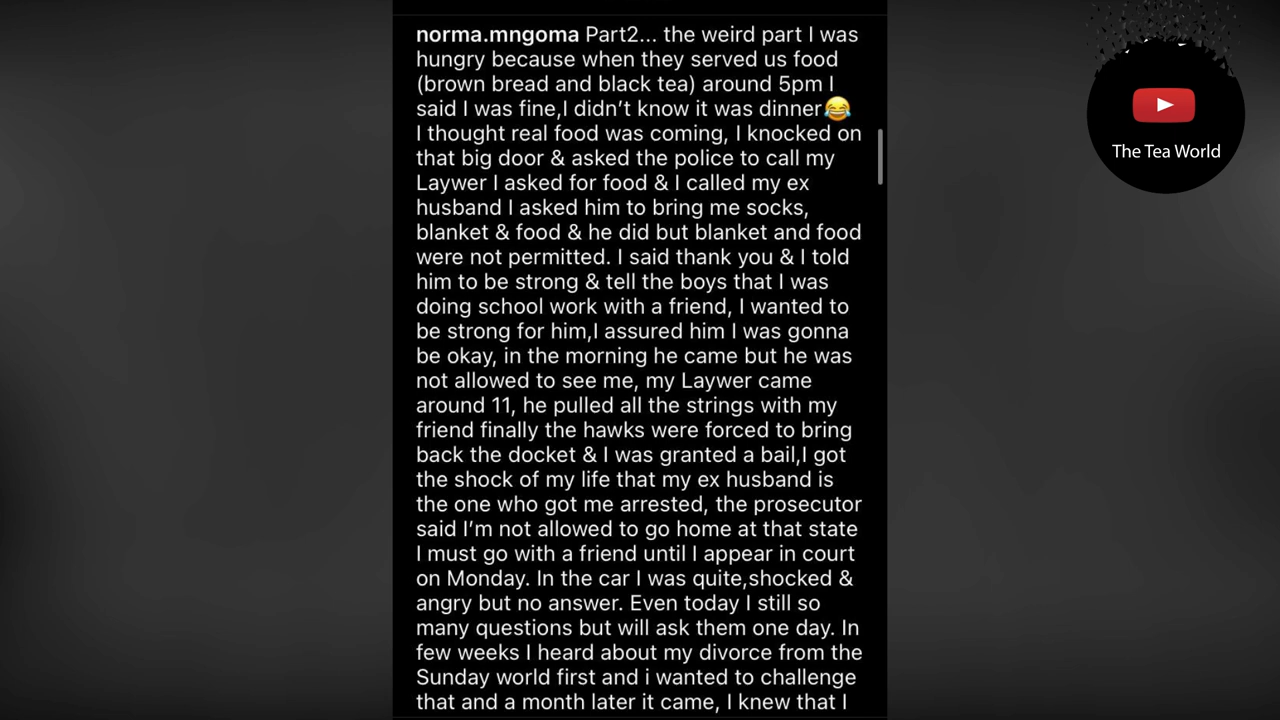 norma.mngoma Part2... the weird part I was
hungry because when they served us food
(brown bread and black tea) around 5pm I
said I was fine,I didn’t know it was dinner😂
I thought real food was coming, I knocked on
that big door & asked the police to call my
Laywer I asked for food & I called my ex
husband I asked him to bring me socks,
blanket & food & he did but blanket and food
were not permitted. I said thank you & I told
him to be strong & tell the boys that I was
doing school work with a friend, I wanted to
be strong for him,I assured him I was gonna
be okay, in the morning he came but he was
not allowed to see me, my Laywer came
around 11, he pulled all the strings with my
friend finally the hawks were forced to bring
back the docket & I was granted a bail,I got
the shock of my life that my ex husband is
the one who got me arrested, the prosecutor
said I’m not allowed to go home at that state
I must go with a friend until I appear in court
on Monday. In the car I was quite,shocked &
angry but no answer. Even today I still so
many questions but will ask them one day. In
few weeks I heard about my divorce from the
Sunday world first and i wanted to challenge
that and a month later it came, I knew that I
The Tea World